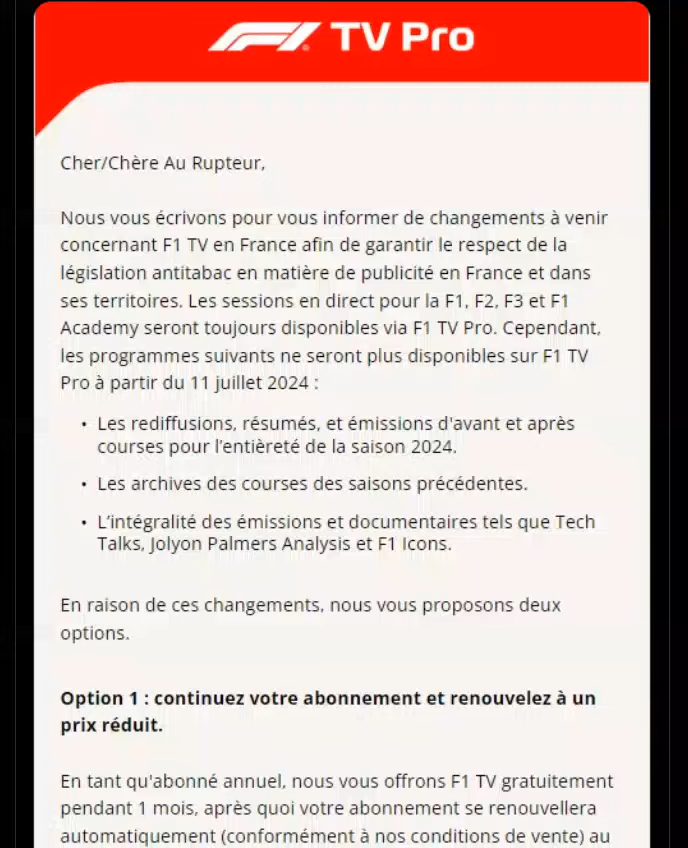 F1 TV Pro
Cher/Chère Au Rupteur,
Nous vous écrivons pour vous informer de changements à venir
concernant F1 TV en France afin de garantir le respect de la
législation antitabac en matière de publicité en France et dans
ses territoires. Les sessions en direct pour la F1, F2, F3 et F1
Academy seront toujours disponibles via F1 TV Pro. Cependant,
les programmes suivants ne seront plus disponibles sur F1 TV
Pro à partir du 11 juillet 2024 :
• Les rediffusions, résumés, et émissions d'avant et après
courses pour l'entièreté de la saison 2024.
• Les archives des courses des saisons précédentes.
• L'intégralité des émissions et documentaires tels que Tech
Talks, Jolyon Palmers Analysis et F1 Icons.
En raison de ces changements, nous vous proposons deux
options.
Option 1 : continuez votre abonnement et renouvelez à un
prix réduit.
En tant qu'abonné annuel, nous vous offrons F1 TV gratuitement
pendant 1 mois, après quoi votre abonnement se renouvellera
automatiquement (conformément à nos conditions de vente) au